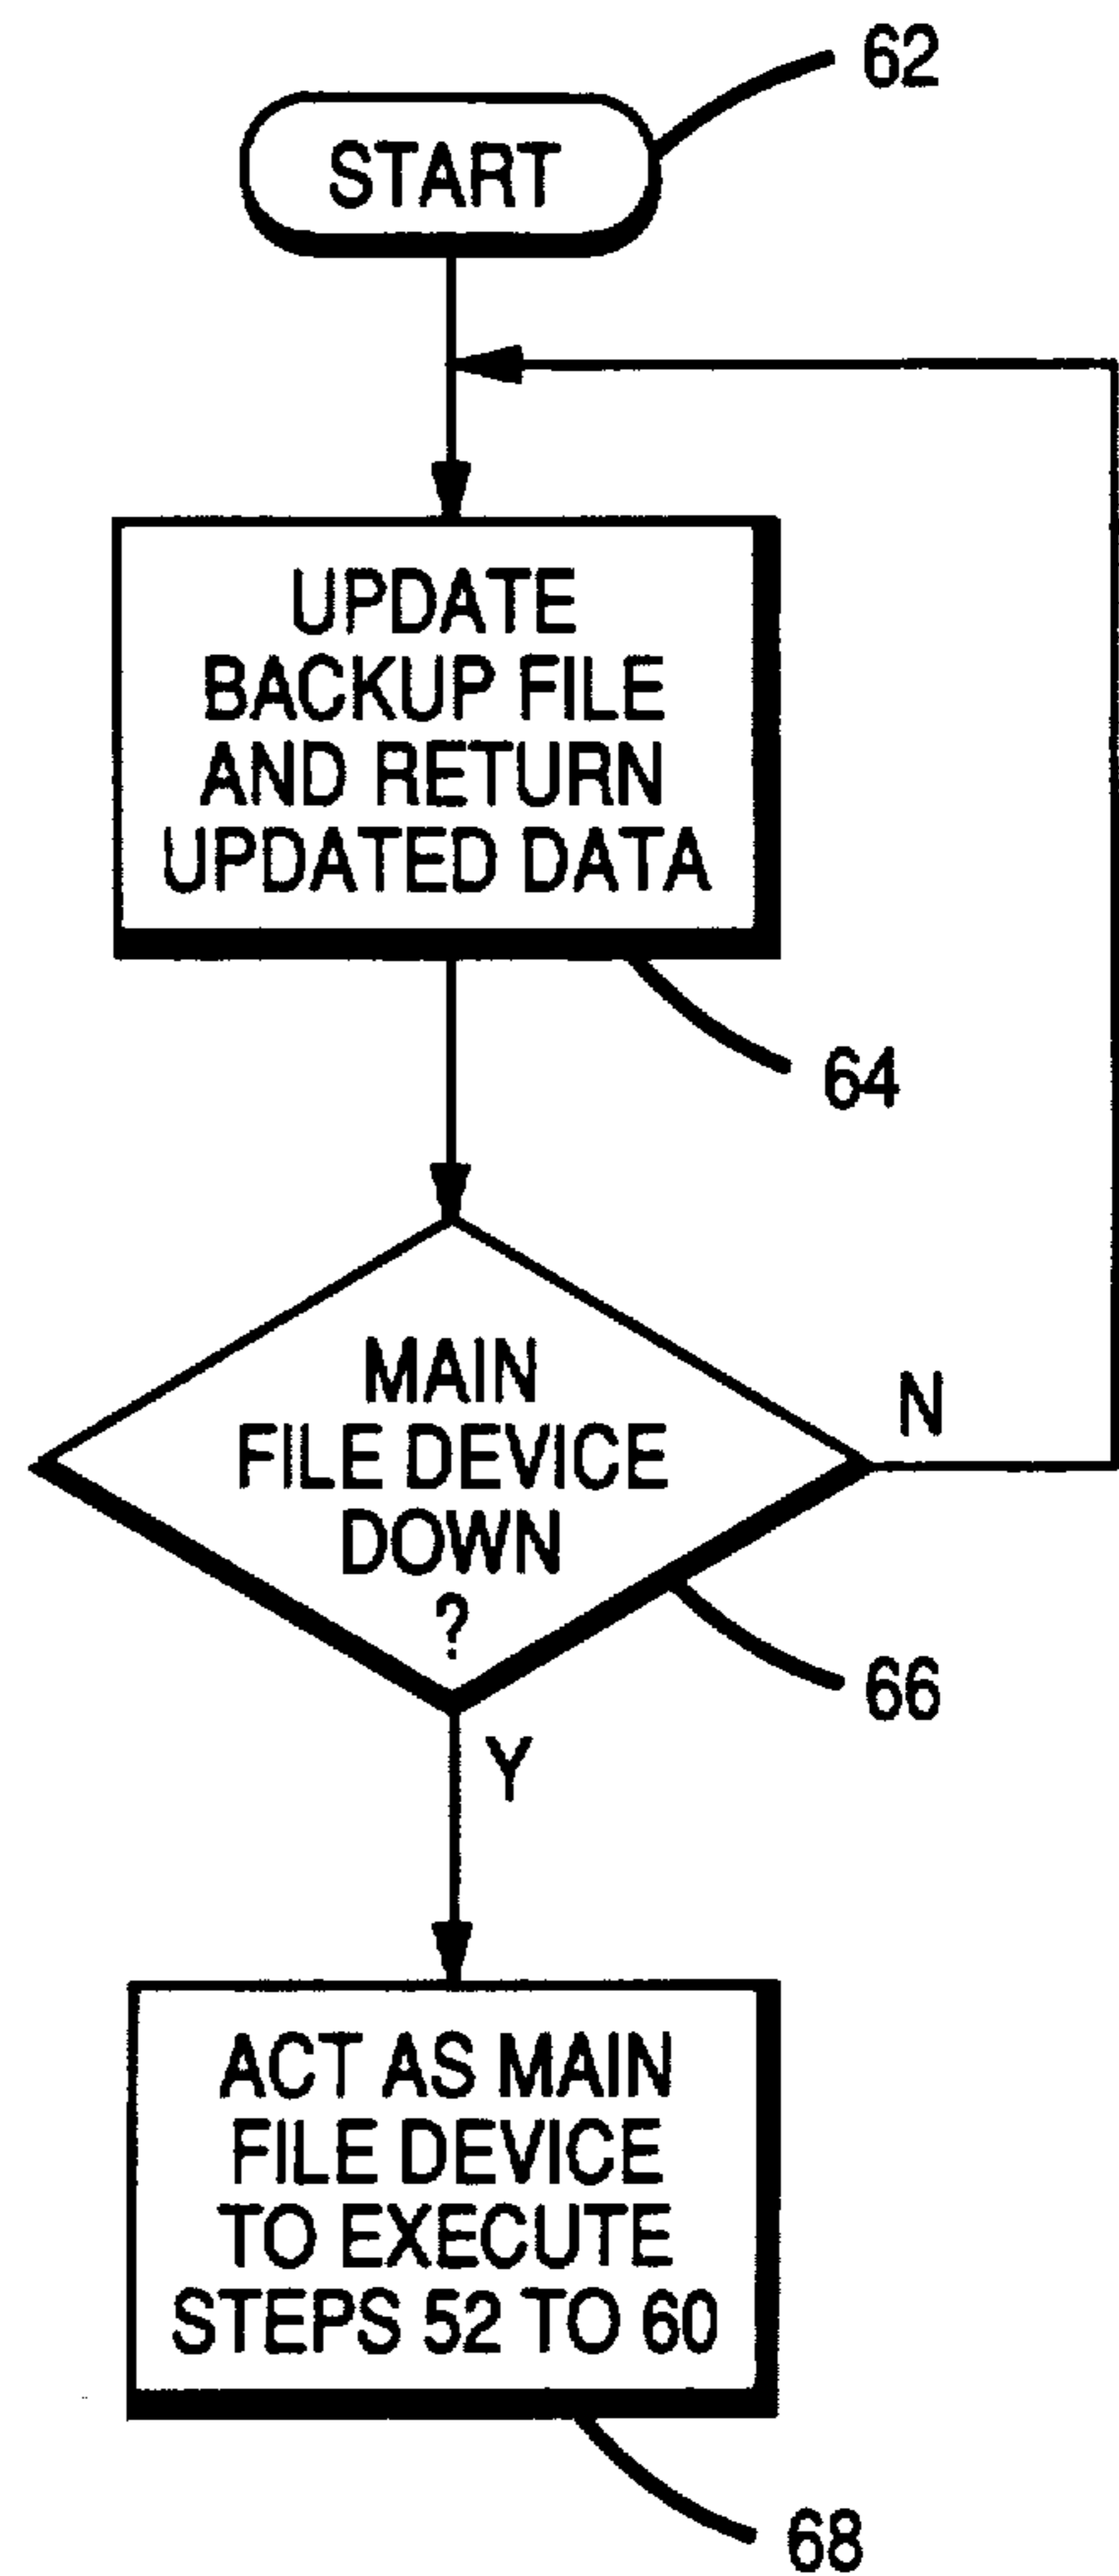 62
START
UPDATE
BACKUP FILE
AND RETURN
UPDATED DATA
64
MAIN
FILE DEVICE
DOWN
?
N
66
Y
ACT AS MAIN
FILE DEVICE
TO EXECUTE
STEPS 52 TO 60
68